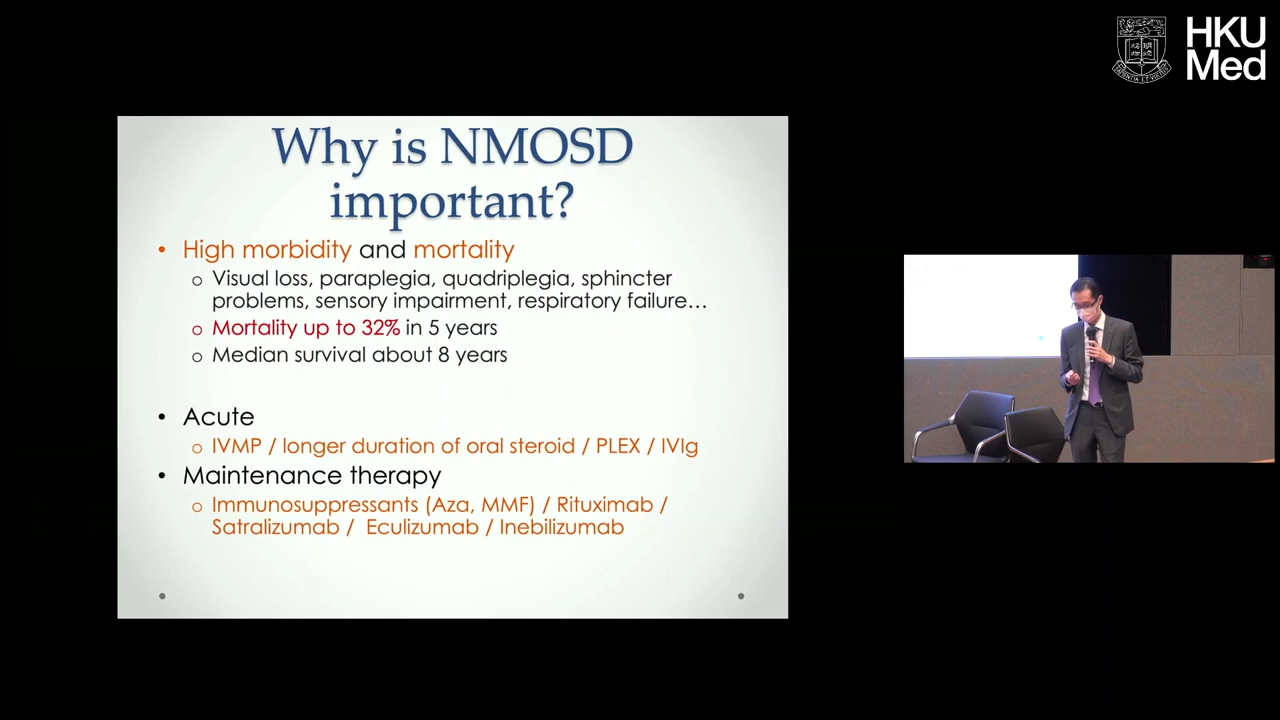 HKU
Med
Why is NMOSD
important?
• High morbidity and mortality
o Visual loss, paraplegia, quadriplegia, sphincter
problems, sensory impairment, respiratory failure...
o Mortality up to 32% in 5 years
o Median survival about 8 years
• Acute
o IVMP / longer duration of oral steroid / PLEX / IVIg
• Maintenance therapy
o Immunosuppressants (Aza, MMF) / Rituximab /
Satralizumab / Eculizumab / Inebilizumab